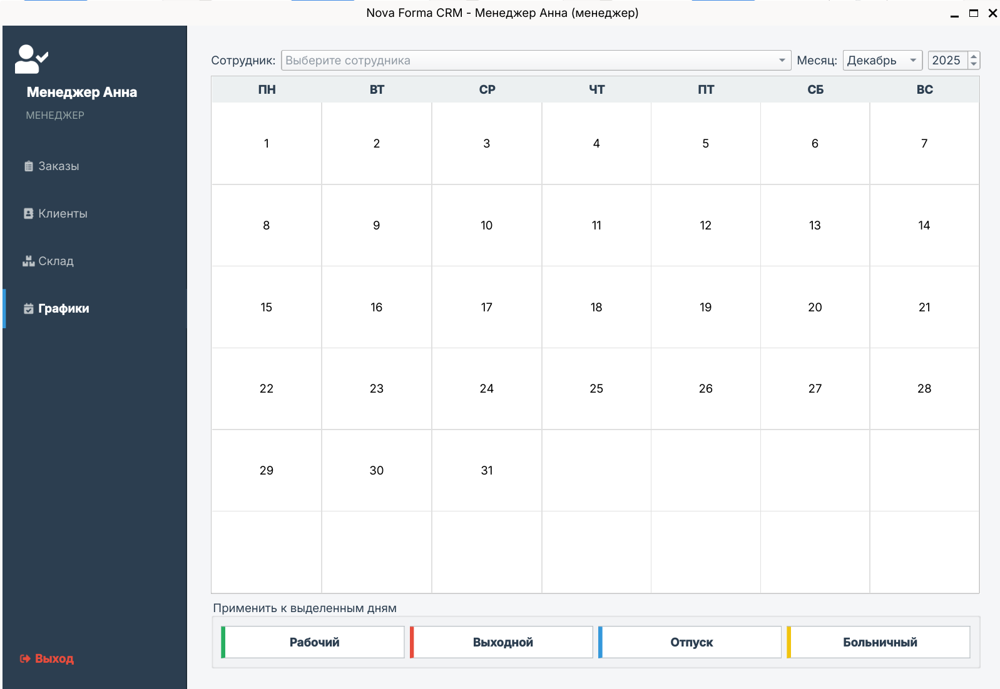 Nova Forma CRM - Менеджер Анна (менеджер)
Менеджер Анна
МЕНЕДЖЕР
Заказы
Клиенты
Склад
Графики
Выход
Сотрудник: Выберите сотрудника Месяц: Декабрь 2025
ПН ВТ СР ЧТ ПТ СБ ВС
1 2 3 4 5 6 7
8 9 10 11 12 13 14
15 16 17 18 19 20 21
22 23 24 25 26 27 28
29 30 31
Применить к выделенным дням
Рабочий Выходной Отпуск Больничный